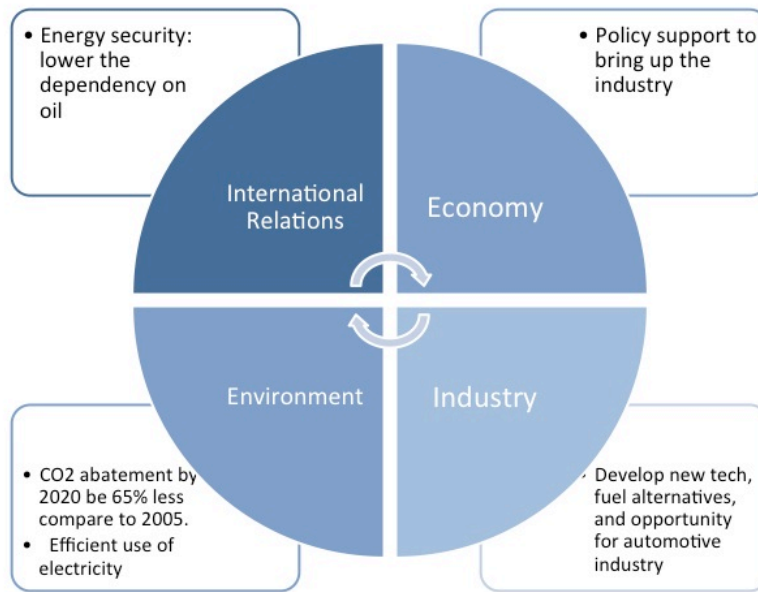 • Energy security:
lower the
dependency on
oil
• Policy support to
bring up the
industry
International
Relations
Economy
Environment
Industry
• CO2 abatement by
2020 be 65% less
compare to 2005.
• Efficient use of
electricity
• Develop new tech,
fuel alternatives,
and opportunity
for automotive
industry